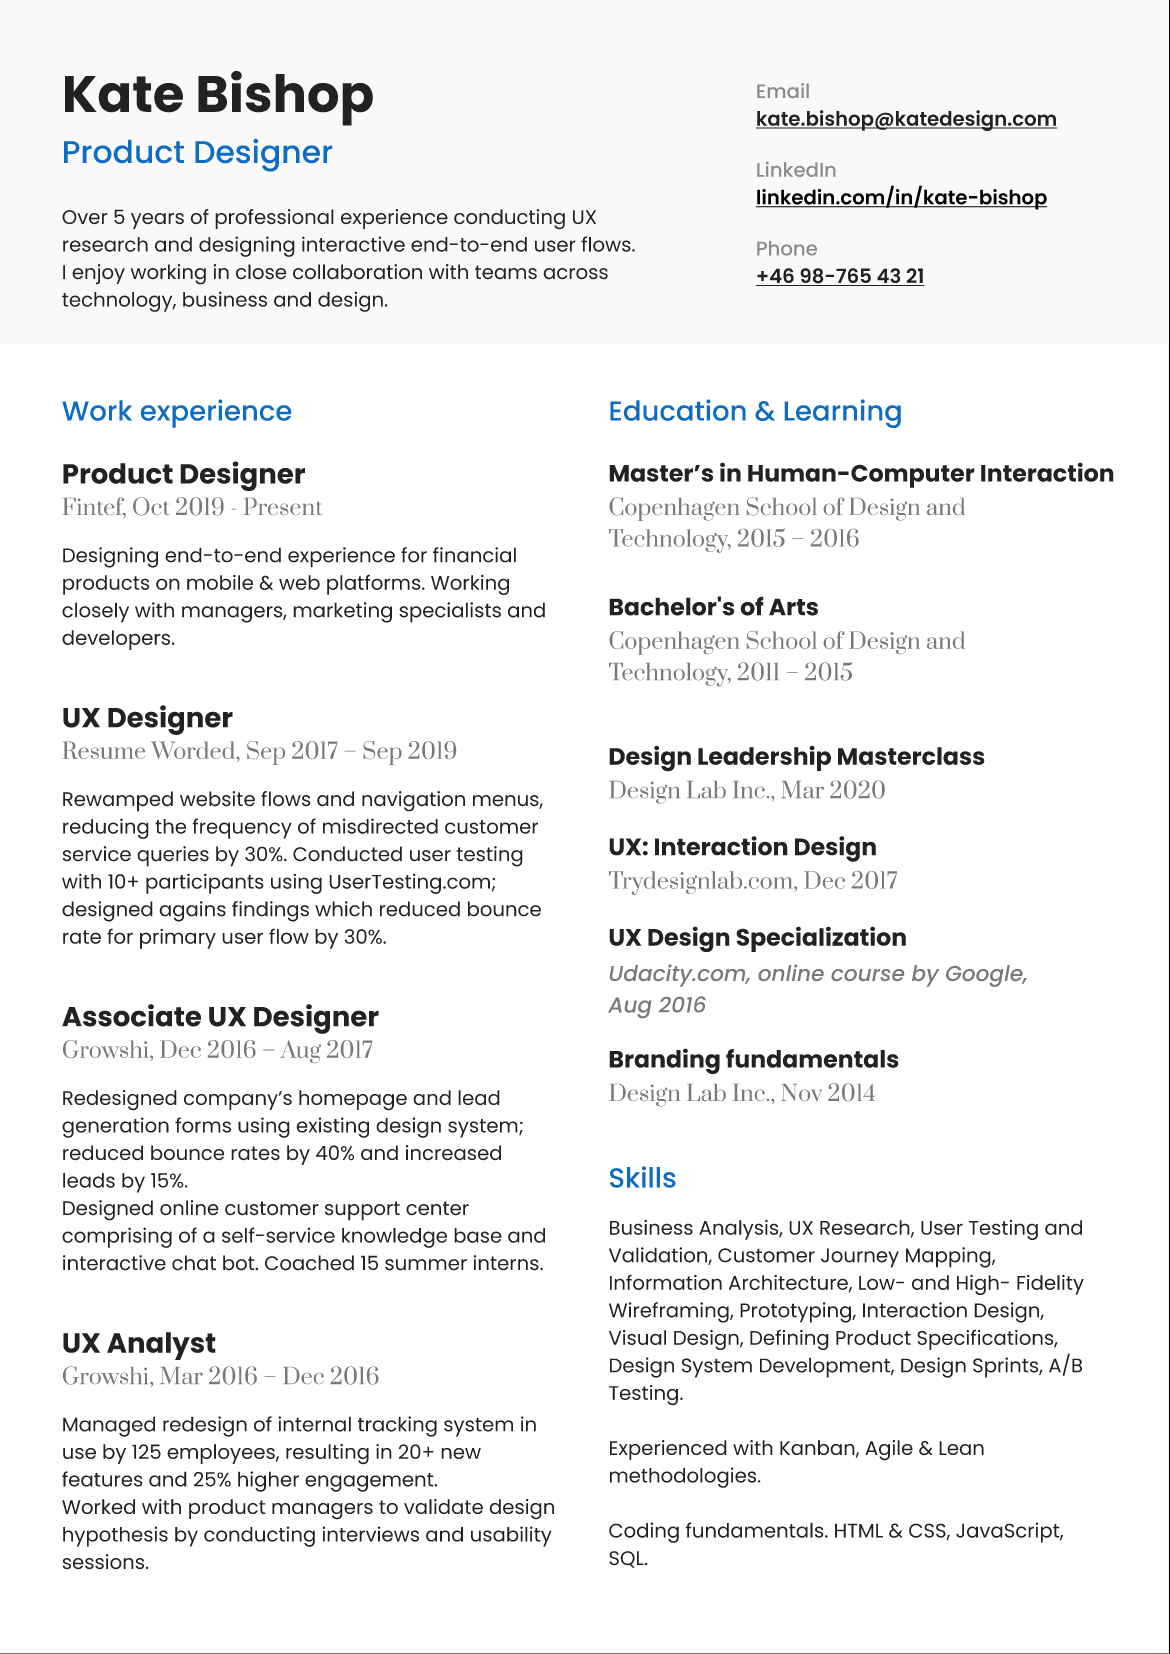 Kate Bishop
Product Designer
Over 5 years of professional experience conducting UX
research and designing interactive end-to-end user flows.
I enjoy working in close collaboration with teams across
technology, business and design.
Email
kate.bishop@katedesign.com
LinkedIn
linkedin.com/in/kate-bishop
Phone
+46 98-765 43 21
Work experience
Product Designer
Fintef, Oct 2019 - Present
Designing end-to-end experience for financial
products on mobile & web platforms. Working
closely with managers, marketing specialists and
developers.
UX Designer
Resume Worded, Sep 2017 – Sep 2019
Rewamped website flows and navigation menus,
reducing the frequency of misdirected customer
service queries by 30%. Conducted user testing
with 10+ participants using UserTesting.com;
designed agains findings which reduced bounce
rate for primary user flow by 30%.
Associate UX Designer
Growshi, Dec 2016 – Aug 2017
Redesigned company’s homepage and lead
generation forms using existing design system;
reduced bounce rates by 40% and increased
leads by 15%.
Designed online customer support center
comprising of a self-service knowledge base and
interactive chat bot. Coached 15 summer interns.
UX Analyst
Growshi, Mar 2016 – Dec 2016
Managed redesign of internal tracking system in
use by 125 employees, resulting in 20+ new
features and 25% higher engagement.
Worked with product managers to validate design
hypothesis by conducting interviews and usability
sessions.
Education & Learning
Master’s in Human-Computer Interaction
Copenhagen School of Design and
Technology, 2015 – 2016
Bachelor's of Arts
Copenhagen School of Design and
Technology, 2011 – 2015
Design Leadership Masterclass
Design Lab Inc., Mar 2020
UX: Interaction Design
Trydesignlab.com, Dec 2017
UX Design Specialization
Udacity.com, online course by Google,
Aug 2016
Branding fundamentals
Design Lab Inc., Nov 2014
Skills
Business Analysis, UX Research, User Testing and
Validation, Customer Journey Mapping,
Information Architecture, Low- and High- Fidelity
Wireframing, Prototyping, Interaction Design,
Visual Design, Defining Product Specifications,
Design System Development, Design Sprints, A/B
Testing.
Experienced with Kanban, Agile & Lean
methodologies.
Coding fundamentals. HTML & CSS, JavaScript,
SQL.